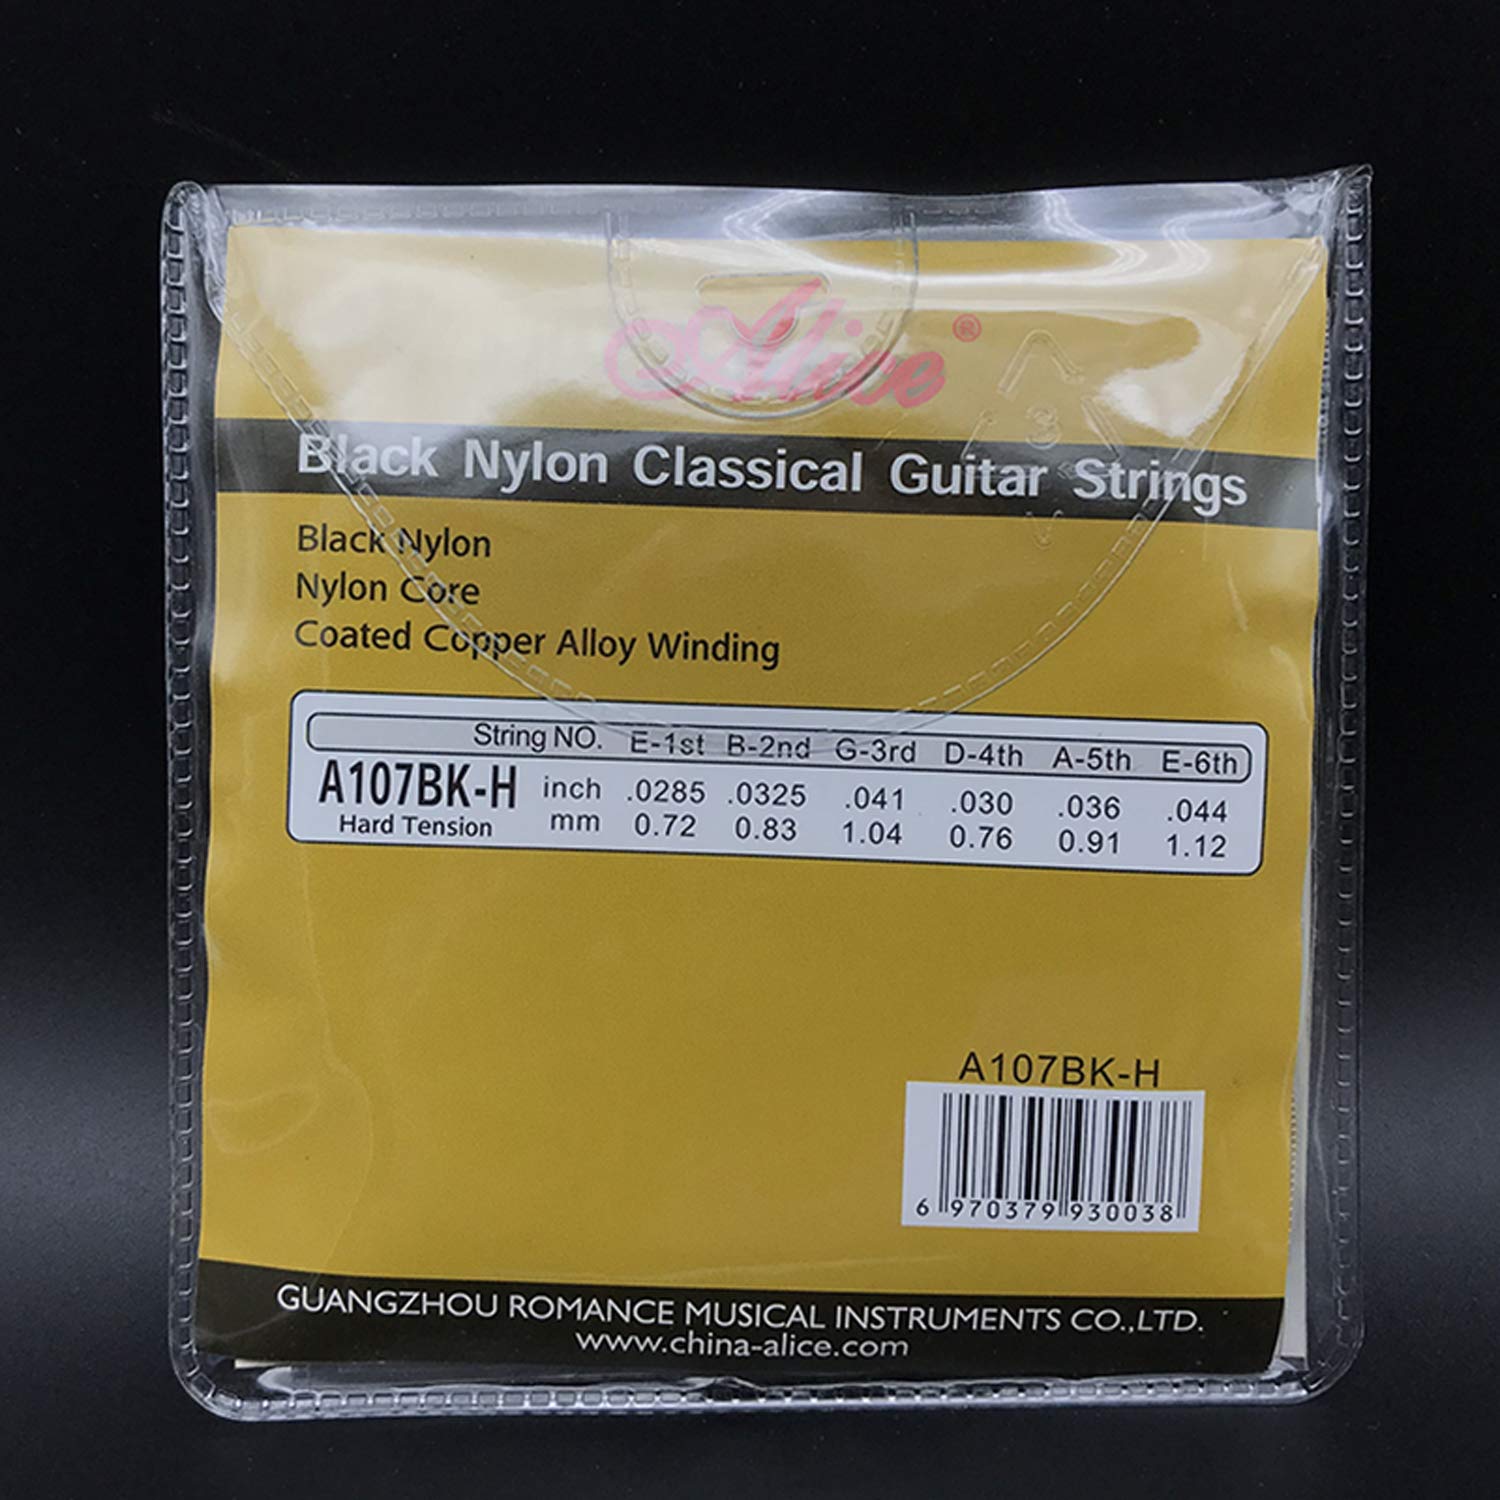 Alice®
Black Nylon Classical Guitar Strings
Black Nylon
Nylon Core
Coated Copper Alloy Winding
String NO. E-1st B-2nd G-3rd D-4th A-5th E-6th
A107BK-H inch .0285 .0325 .041 .030 .036 .044
Hard Tension mm 0.72 0.83 1.04 0.76 0.91 1.12
A107BK-H
6 970379 930038
GUANGZHOU ROMANCE MUSICAL INSTRUMENTS CO.,LTD.
www.china-alice.com
3